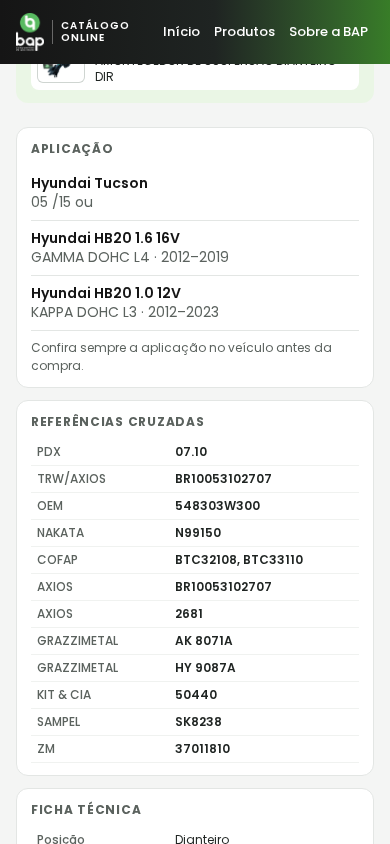 bap
CATÁLOGO
ONLINE
Início Produtos Sobre a BAP
DIR
APLICAÇÃO
Hyundai Tucson
05 /15 ou
Hyundai HB20 1.6 16V
GAMMA DOHC L4 · 2012–2019
Hyundai HB20 1.0 12V
KAPPA DOHC L3 · 2012–2023
Confira sempre a aplicação no veículo antes da
compra.
REFERÊNCIAS CRUZADAS
PDX 07.10
TRW/AXIOS BR10053102707
OEM 548303W300
NAKATA N99150
COFAP BTC32108, BTC33110
AXIOS BR10053102707
AXIOS 2681
GRAZZIMETAL AK 8071A
GRAZZIMETAL HY 9087A
KIT & CIA 50440
SAMPEL SK8238
ZM 37011810
FICHA TÉCNICA
Posição Dianteiro